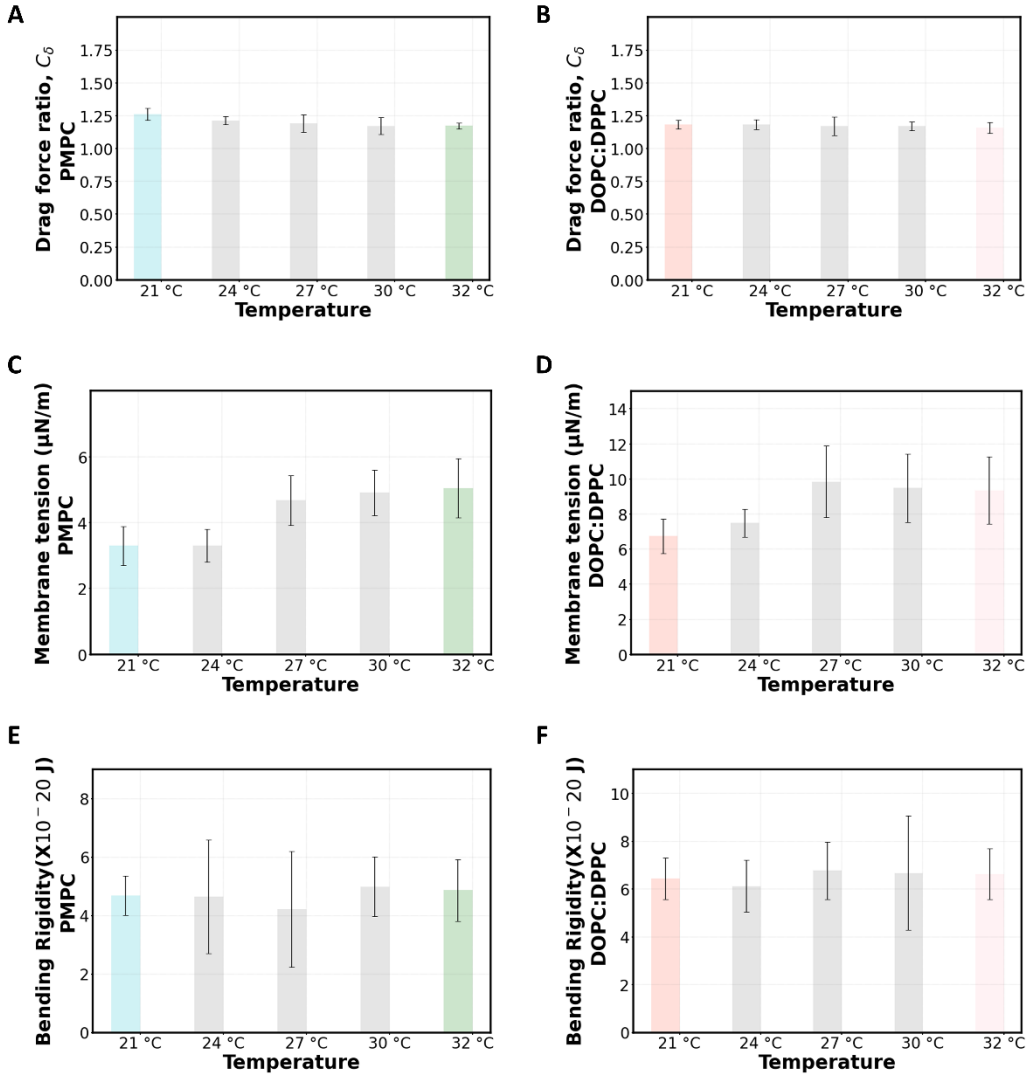 A
Drag force ratio, C_δ
PMPC
1.75
1.50
1.25
1.00
0.75
0.50
0.25
0.00
21 °C 24 °C 27 °C 30 °C 32 °C
Temperature
B
Drag force ratio, C_δ
DOPC:DPPC
1.75
1.50
1.25
1.00
0.75
0.50
0.25
0.00
21 °C 24 °C 27 °C 30 °C 32 °C
Temperature
C
Membrane tension (μN/m)
PMPC
6
4
2
0
21 °C 24 °C 27 °C 30 °C 32 °C
Temperature
D
Membrane tension (μN/m)
DOPC:DPPC
14
12
10
8
6
4
2
0
21 °C 24 °C 27 °C 30 °C 32 °C
Temperature
E
Bending Rigidity(X10⁻ 20 J)
PMPC
8
6
4
2
0
21 °C 24 °C 27 °C 30 °C 32 °C
Temperature
F
Bending Rigidity(X10⁻ 20 J)
DOPC:DPPC
10
8
6
4
2
0
21 °C 24 °C 27 °C 30 °C 32 °C
Temperature